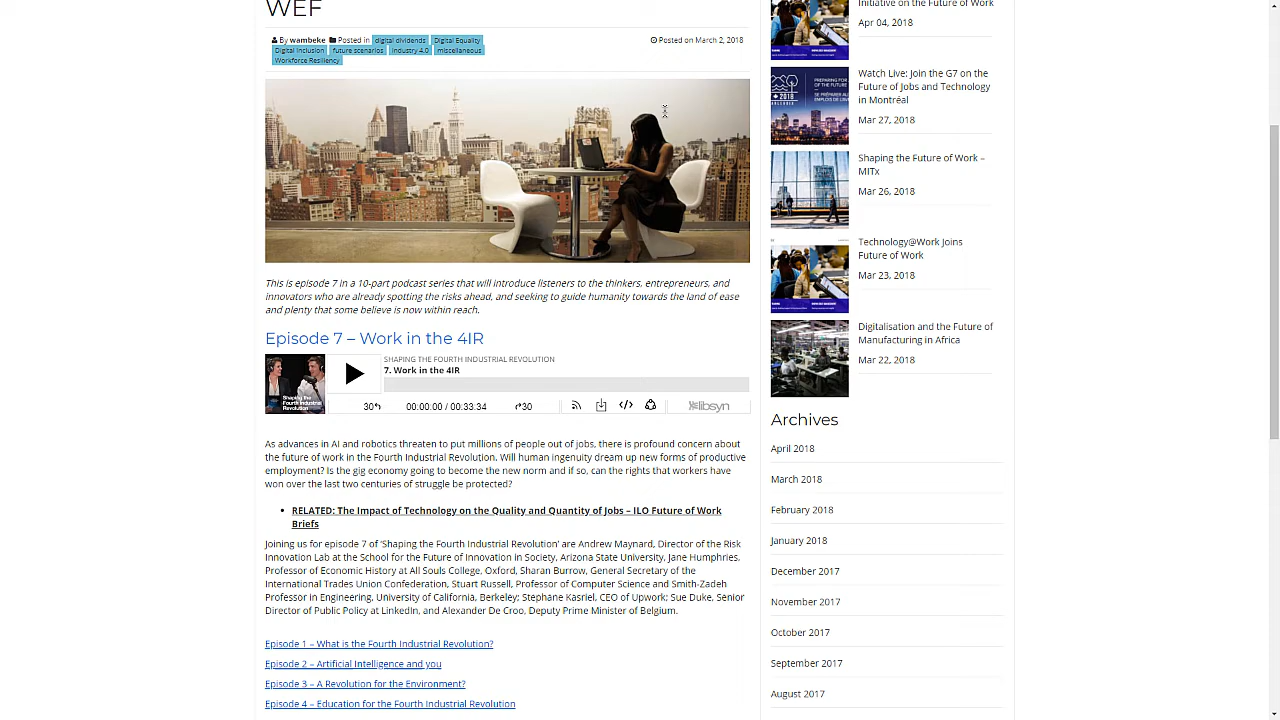 WEF
By wambeke Posted in digital dividends Digital Equality
Digital Inclusion future scenarios industry 4.0 miscellaneous
Workforce Resiliency
Posted on March 2, 2018
This is episode 7 in a 10-part podcast series that will introduce listeners to the thinkers, entrepreneurs, and
innovators who are already spotting the risks ahead, and seeking to guide humanity towards the land of ease
and plenty that some believe is now within reach.
Episode 7 – Work in the 4IR
SHAPING THE FOURTH INDUSTRIAL REVOLUTION
7. Work in the 4IR
Shaping the
Fourth Industrial
Revolution
30
00:00:00 / 00:33:34
30
libsyn
As advances in AI and robotics threaten to put millions of people out of jobs, there is profound concern about
the future of work in the Fourth Industrial Revolution. Will human ingenuity dream up new forms of productive
employment? Is the gig economy going to become the new norm and if so, can the rights that workers have
won over the last two centuries of struggle be protected?
• RELATED: The Impact of Technology on the Quality and Quantity of Jobs – ILO Future of Work
Briefs
Joining us for episode 7 of ‘Shaping the Fourth Industrial Revolution’ are Andrew Maynard, Director of the Risk
Innovation Lab at the School for the Future of Innovation in Society, Arizona State University, Jane Humphries,
Professor of Economic History at All Souls College, Oxford, Sharan Burrow, General Secretary of the
International Trades Union Confederation, Stuart Russell, Professor of Computer Science and Smith-Zadeh
Professor in Engineering, University of California, Berkeley; Stephane Kasriel, CEO of Upwork; Sue Duke, Senior
Director of Public Policy at LinkedIn, and Alexander De Croo, Deputy Prime Minister of Belgium.
Episode 1 – What is the Fourth Industrial Revolution?
Episode 2 – Artificial Intelligence and you
Episode 3 – A Revolution for the Environment?
Episode 4 – Education for the Fourth Industrial Revolution
Initiative on the Future of Work
Apr 04, 2018
Watch Live: Join the G7 on the
Future of Jobs and Technology
in Montréal
Mar 27, 2018
Shaping the Future of Work –
MITx
Mar 26, 2018
Technology@Work Joins
Future of Work
Mar 23, 2018
Digitalisation and the Future of
Manufacturing in Africa
Mar 22, 2018
Archives
April 2018
March 2018
February 2018
January 2018
December 2017
November 2017
October 2017
September 2017
August 2017